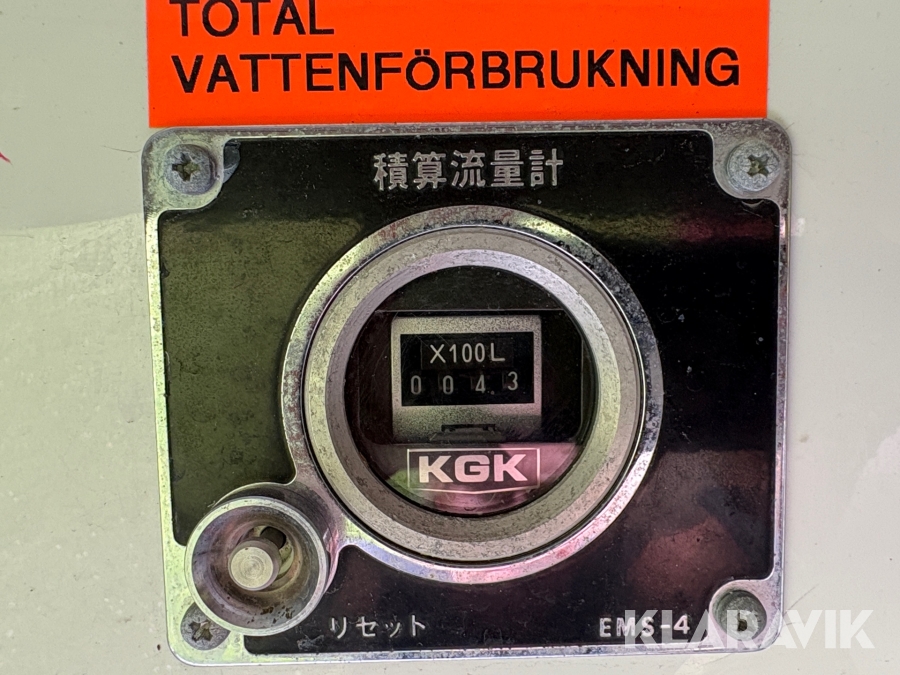 TOTAL
VATTENFÖRBRUKNING
積算流量計
X100L
0043
KGK
リセット
EMS-4
KLARAVIK